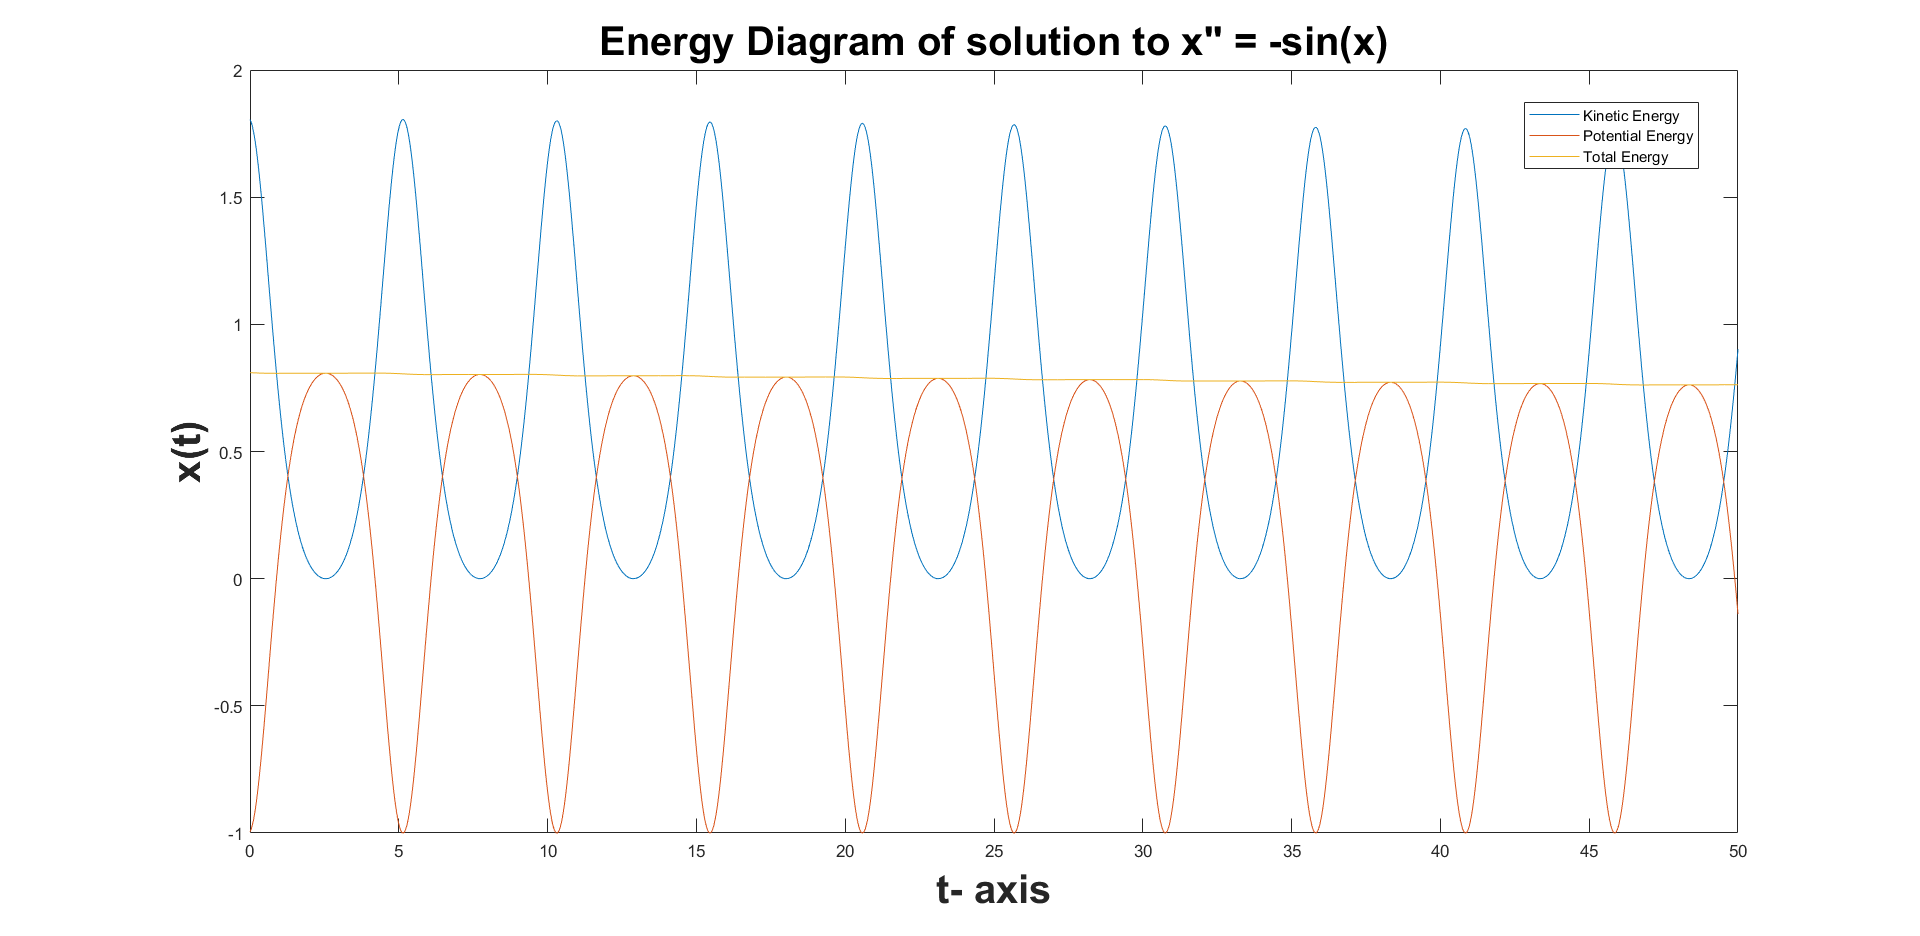 Energy Diagram of solution to x" = -sin(x)
2
1.5
1
0.5
0
-0.5
-1
x(t)
Kinetic Energy
Potential Energy
Total Energy
0 5 10 15 20 25 30 35 40 45 50
t- axis